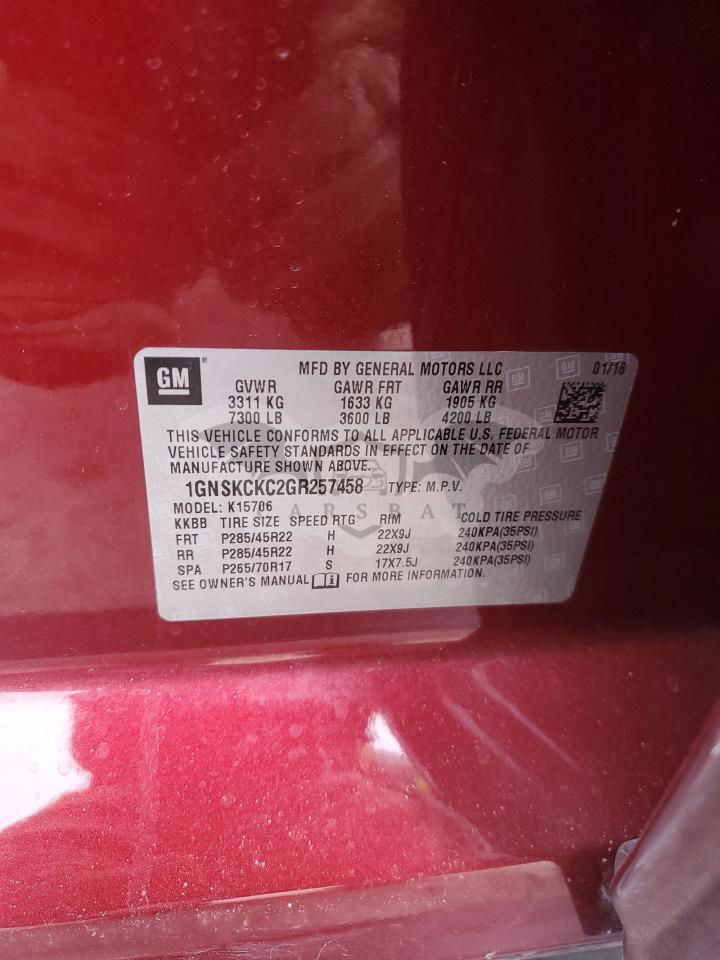 GM ® MFD BY GENERAL MOTORS LLC 01/16
GVWR GAWR FRT GAWR RR
3311 KG 1633 KG 1905 KG
7300 LB 3600 LB 4200 LB
THIS VEHICLE CONFORMS TO ALL APPLICABLE U.S. FEDERAL MOTOR
VEHICLE SAFETY STANDARDS IN EFFECT ON THE DATE OF
MANUFACTURE SHOWN ABOVE.
1GNSKCKC2GR257458 TYPE: M.P.V.
MODEL: K15706
CARSBAT
KKBB TIRE SIZE SPEED RTG RIM COLD TIRE PRESSURE
FRT P285/45R22 H 22X9J 240KPA(35PSI)
RR P285/45R22 H 22X9J 240KPA(35PSI)
SPA P265/70R17 S 17X7.5J 240KPA(35PSI)
SEE OWNER'S MANUAL FOR MORE INFORMATION.